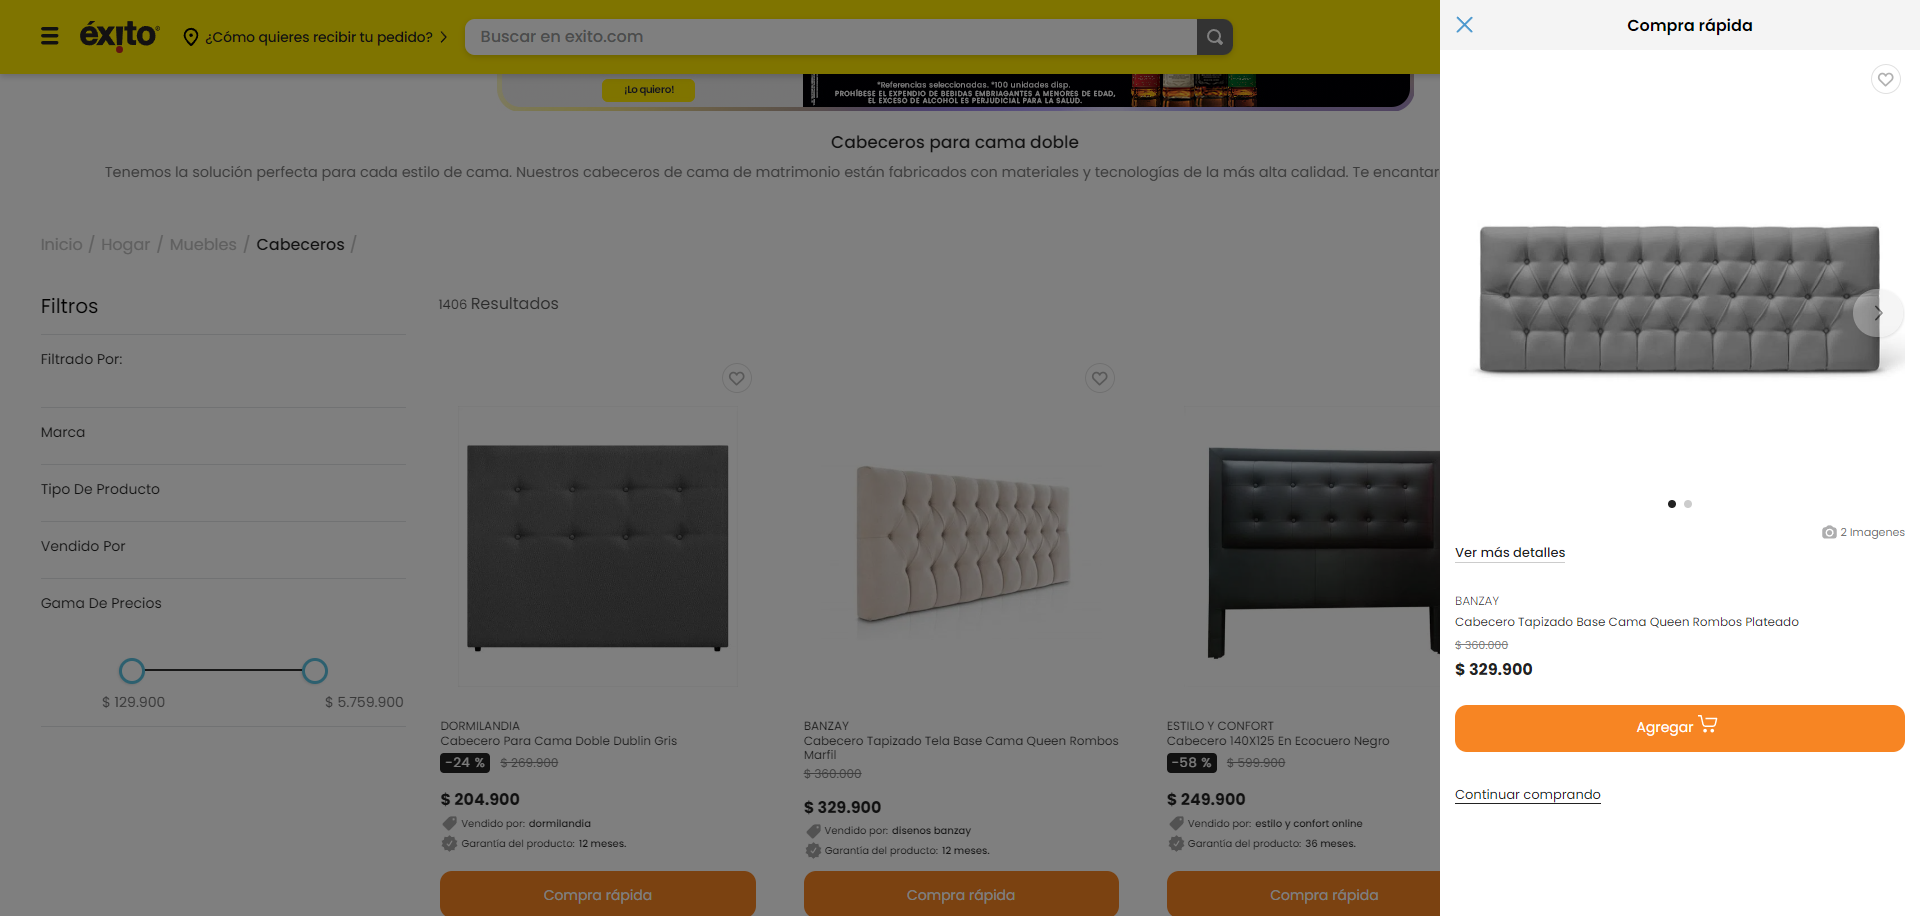 éxito
¿Cómo quieres recibir tu pedido?
Buscar en exito.com
¡Lo quiero!
*Referencias seleccionadas. *100 unidades disp.
PROHÍBESE EL EXPENDIO DE BEBIDAS EMBRIAGANTES A MENORES DE EDAD,
EL EXCESO DE ALCOHOL ES PERJUDICIAL PARA LA SALUD.
Cabeceros para cama doble
Tenemos la solución perfecta para cada estilo de cama. Nuestros cabeceros de cama de matrimonio están fabricados con materiales y tecnologías de la más alta calidad. Te encantar
Inicio / Hogar / Muebles / Cabeceros /
Filtros
Filtrado Por:
Marca
Tipo De Producto
Vendido Por
Gama De Precios
$ 129.900
$ 5.759.900
1406 Resultados
DORMILANDIA
Cabecero Para Cama Doble Dublin Gris
-24 % $ 269.900
$ 204.900
Vendido por: dormilandia
Garantía del producto: 12 meses.
Compra rápida
BANZAY
Cabecero Tapizado Tela Base Cama Queen Rombos
Marfil
$ 360.000
$ 329.900
Vendido por: disenos banzay
Garantía del producto: 12 meses.
Compra rápida
ESTILO Y CONFORT
Cabecero 140X125 En Ecocuero Negro
-58 % $ 599.900
$ 249.900
Vendido por: estilo y confort online
Garantía del producto: 36 meses.
Compra rápida
Compra rápida
2 Imagenes
Ver más detalles
BANZAY
Cabecero Tapizado Base Cama Queen Rombos Plateado
$ 360.000
$ 329.900
Agregar
Continuar comprando